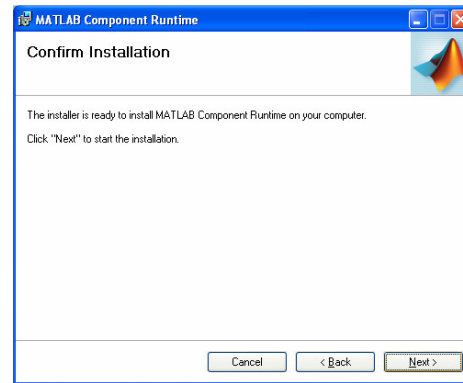 MATLAB Component Runtime
Confirm Installation
The installer is ready to install MATLAB Component Runtime on your computer.
Click "Next" to start the installation.
Cancel
< Back
Next >